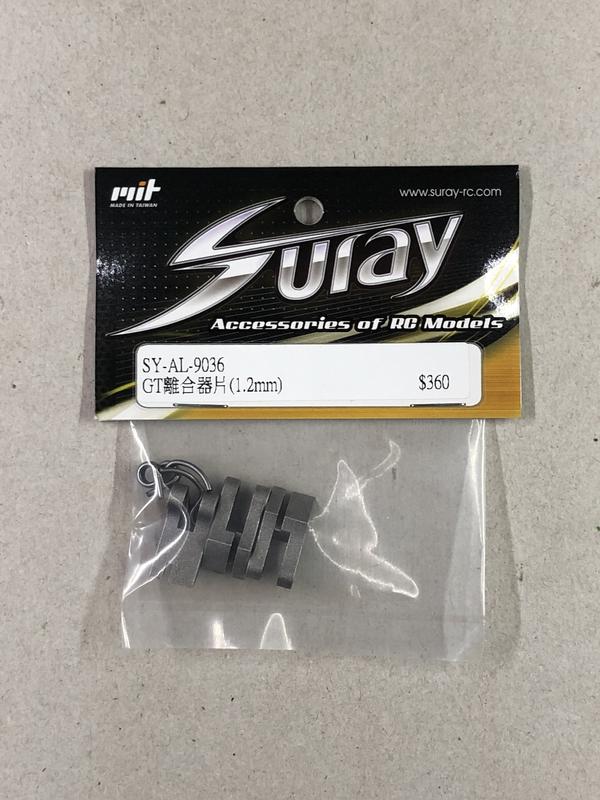 mit
MADE IN TAIWAN
www.suray-rc.com
Suray
Accessories of RC Models
SY-AL-9036
GT離合器片(1.2mm) $360